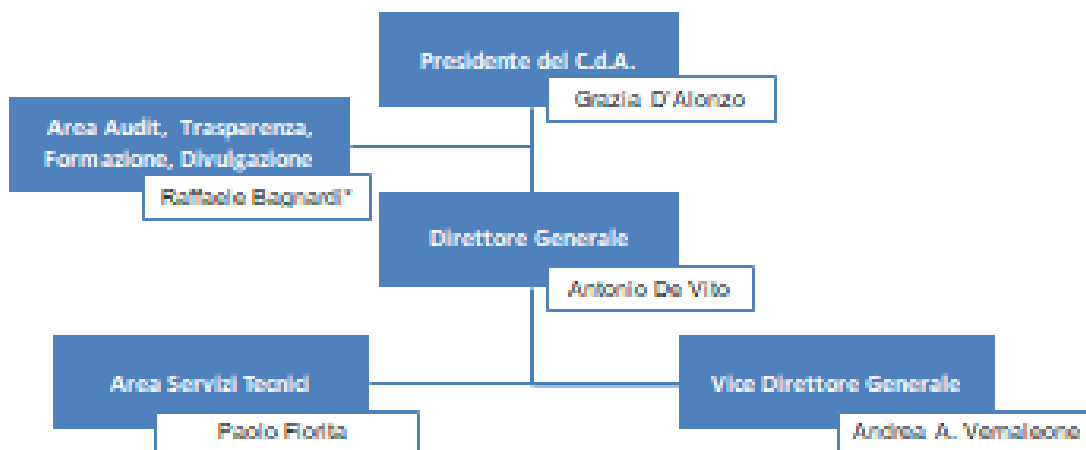 Presidente del C.d.A.
Grazia D'Alonzo
Area Audit, Trasparenza,
Formazione, Divulgazione
Raffaele Bagnardi*
Direttore Generale
Antonio De Vito
Area Servizi Tecnici
Paolo Fiorita
Vice Direttore Generale
Andrea A. Vernaleone